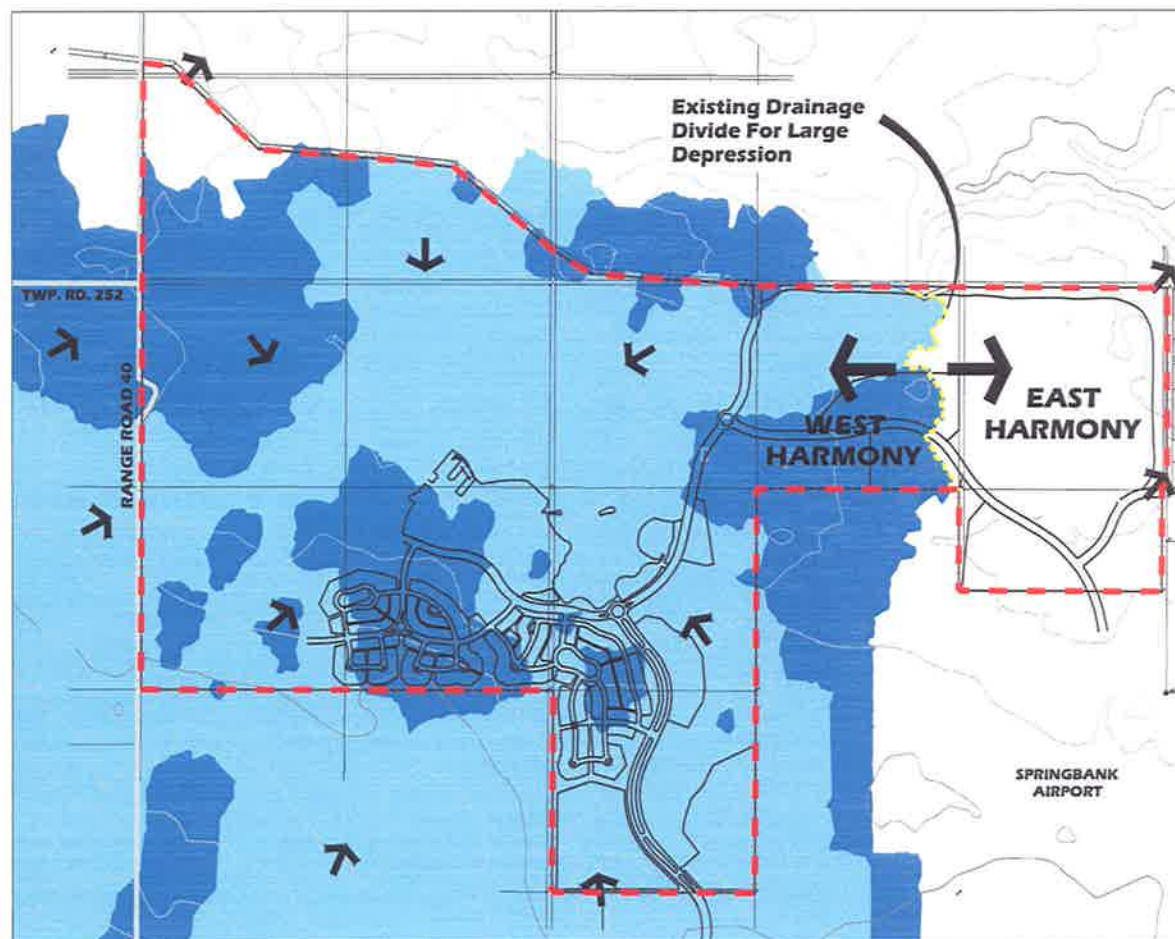 Existing Drainage
Divide For Large
Depression
TWP. RD. 252
RANGE ROAD 40
WEST
HARMONY
EAST
HARMONY
SPRINGBANK
AIRPORT